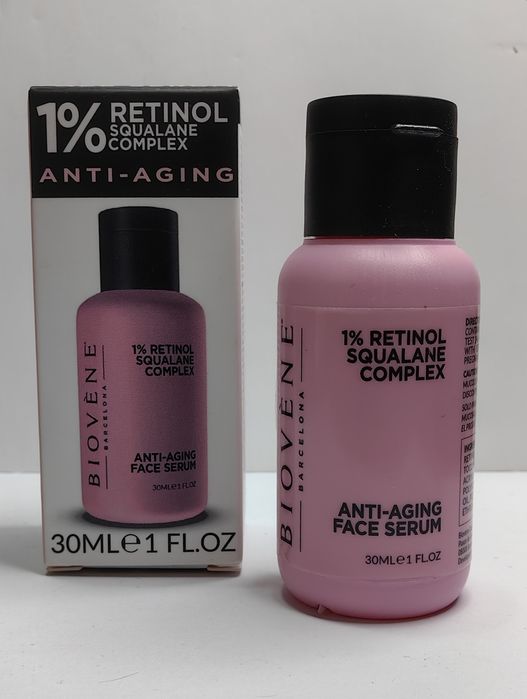 1% RETINOL
SQUALANE
COMPLEX
ANTI-AGING
BIOVÈNE
BARCELONA
1% RETINOL
SQUALANE
COMPLEX
ANTI-AGING
FACE SERUM
30ML℮1 FL.OZ
30ML℮1 FL.OZ
BIOVÈNE
BARCELONA
1% RETINOL
SQUALANE
COMPLEX
ANTI-AGING
FACE SERUM
30ML℮1 FL.OZ